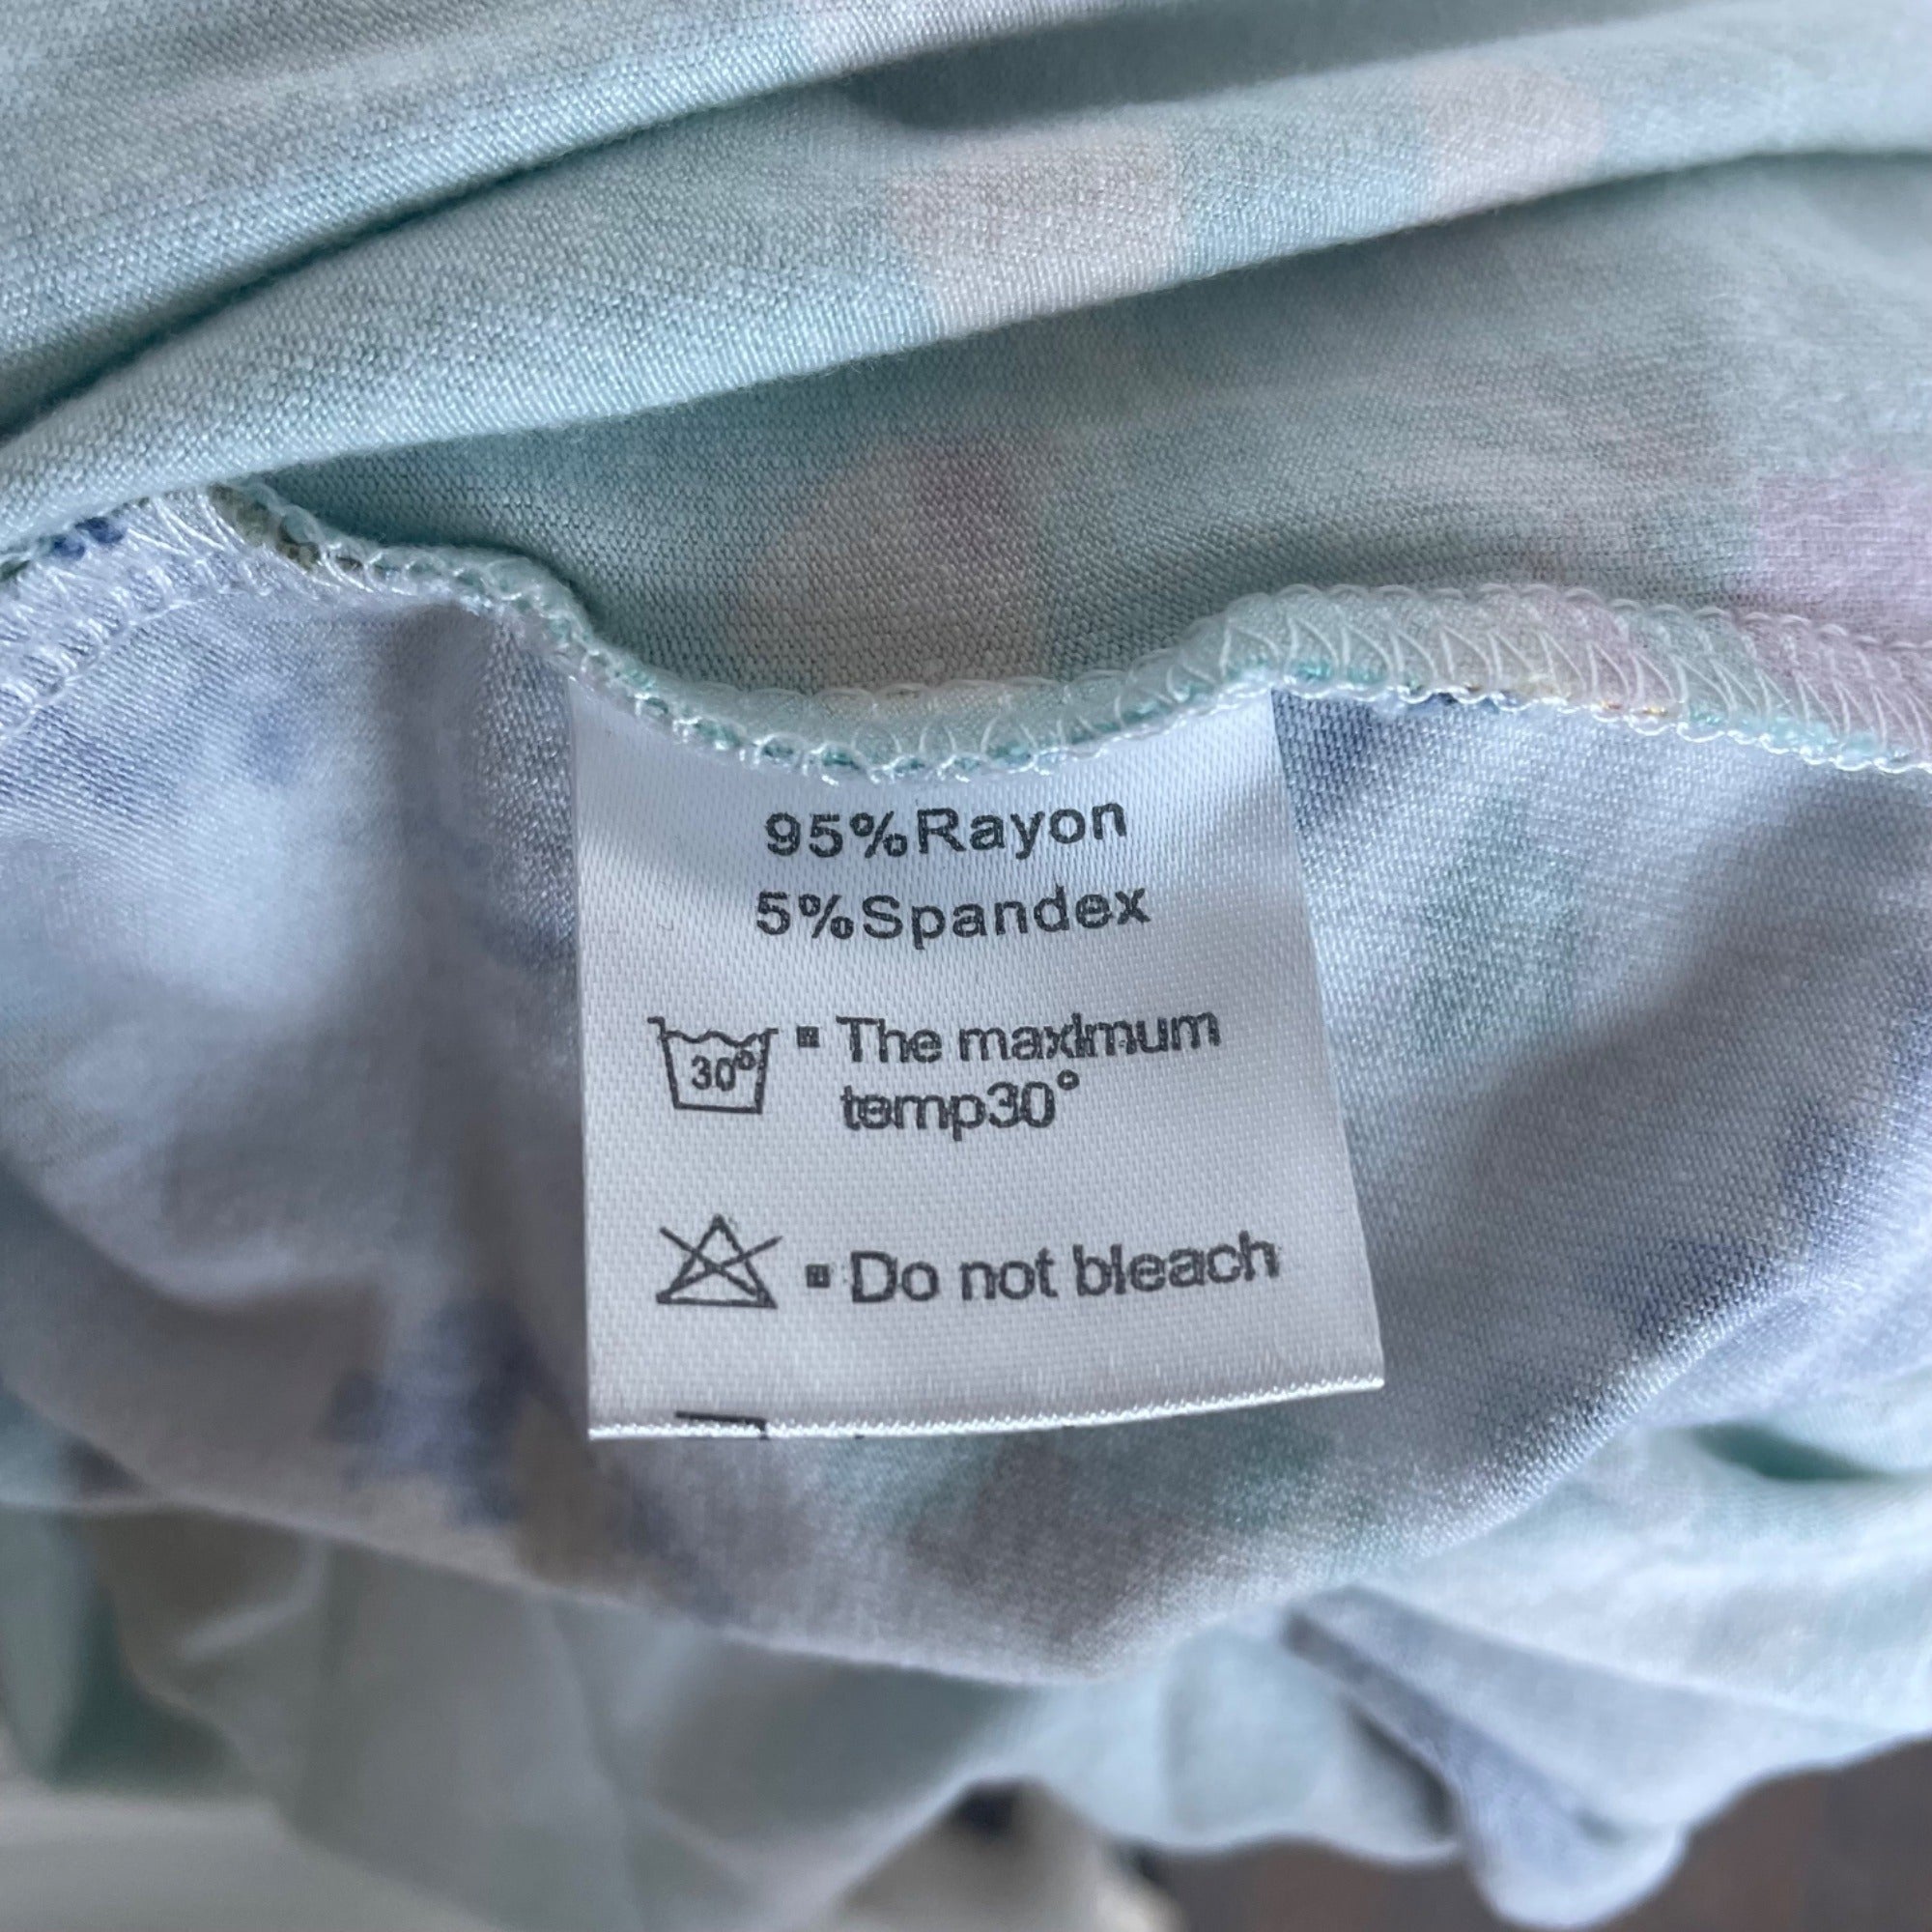 95%Rayon
5%Spandex
30° ▪ The maximum
temp30°
▪ Do not bleach